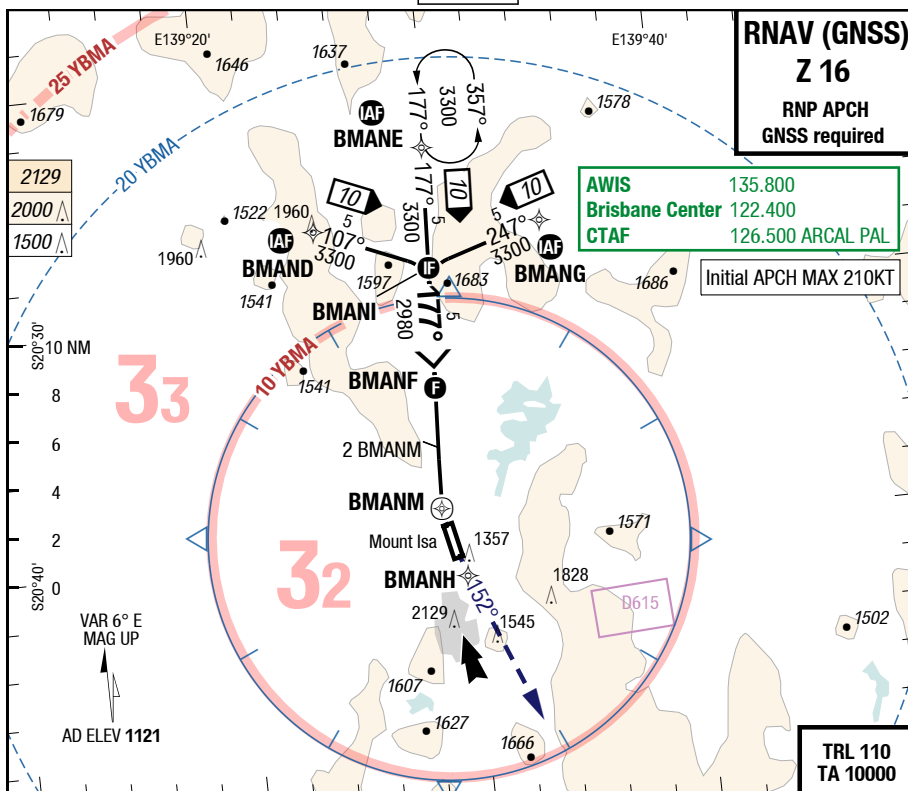 RNAV (GNSS)
Z 16
RNP APCH
GNSS required
E139°20'
E139°40'
25 YBMA
1646
1637
1679
20 YBMA
IAF
BMANE
177°
3300
357°
1578
2129
2000
1500
AWIS 135.800
Brisbane Center 122.400
CTAF 126.500 ARCAL PAL
Initial APCH MAX 210KT
10
5
177°
3300
5
10
10
5
247°
3300
1522
1960
IAF
BMAND
107°
3300
1960
1541
1597
IF
1683
IAF
BMANG
1686
BMANI
177°
2980
5
S20°30'
10 NM
8
6
4
2
0
S20°40'
33
10 YBMA
1541
BMANF
F
2 BMANM
BMANM
Mount Isa
1357
1571
BMANH
32
152°
1828
D615
2129
1545
1502
VAR 6° E
MAG UP
1607
1627
1666
AD ELEV 1121
TRL 110
TA 10000